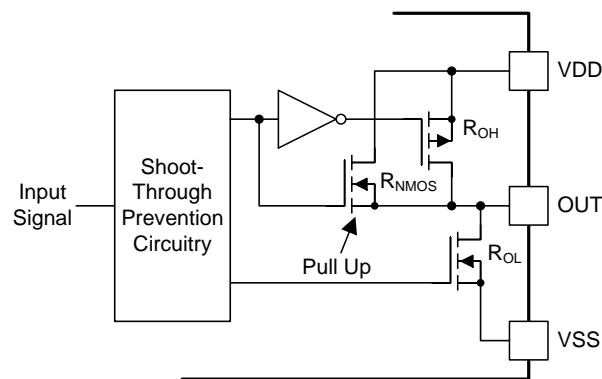 VDD
R_OH
Shoot-
Through
Prevention
Circuitry
R_NMOS
Input
Signal
OUT
Pull Up
R_OL
VSS